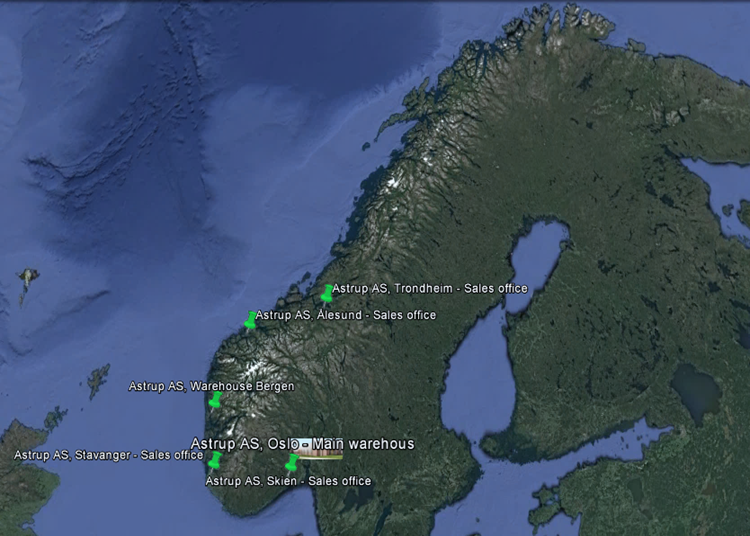 Astrup AS, Trondheim - Sales office
Astrup AS, Ålesund - Sales office
Astrup AS, Warehouse Bergen
Astrup AS, Oslo - Main warehous
Astrup AS, Stavanger - Sales office
Astrup AS, Skien - Sales office